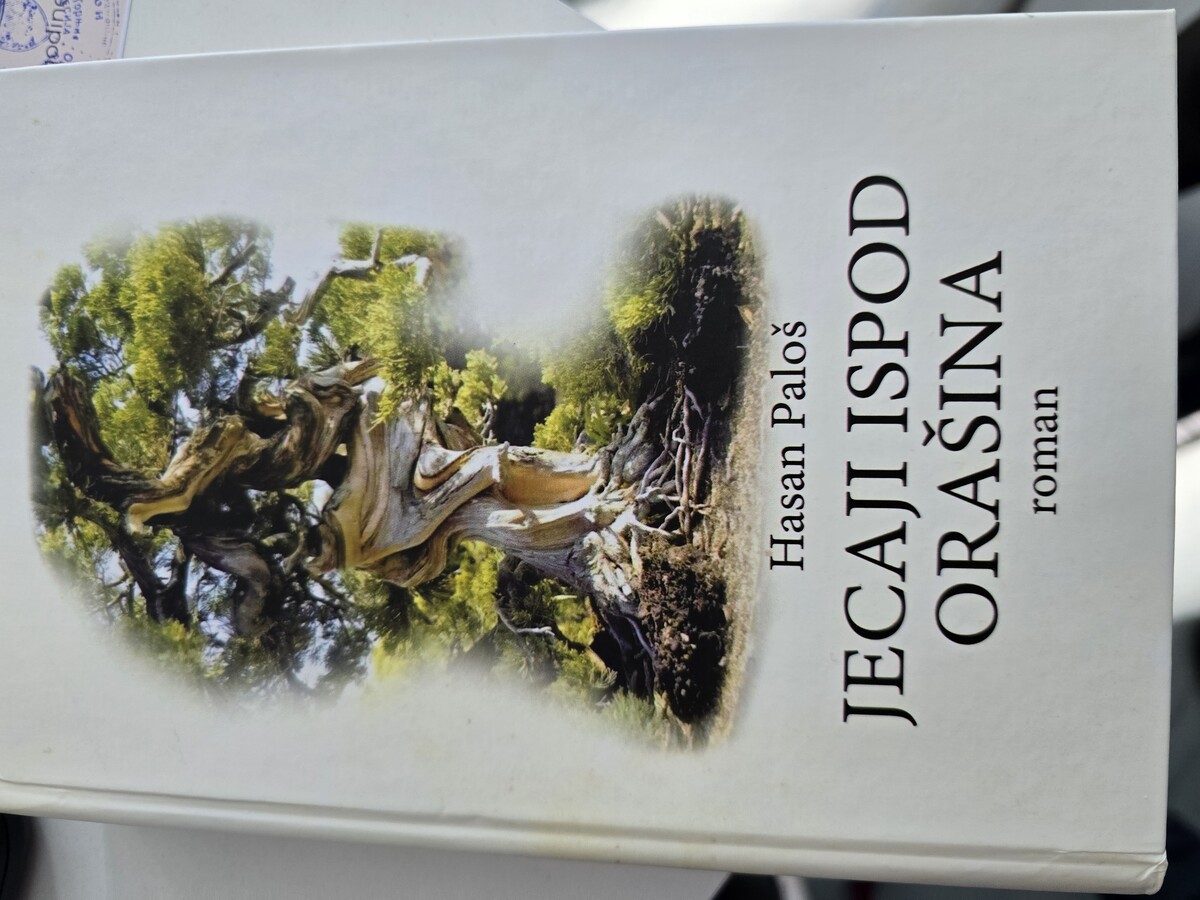 Hasan Paloš
JECAJI ISPOD
ORAŠINA
roman